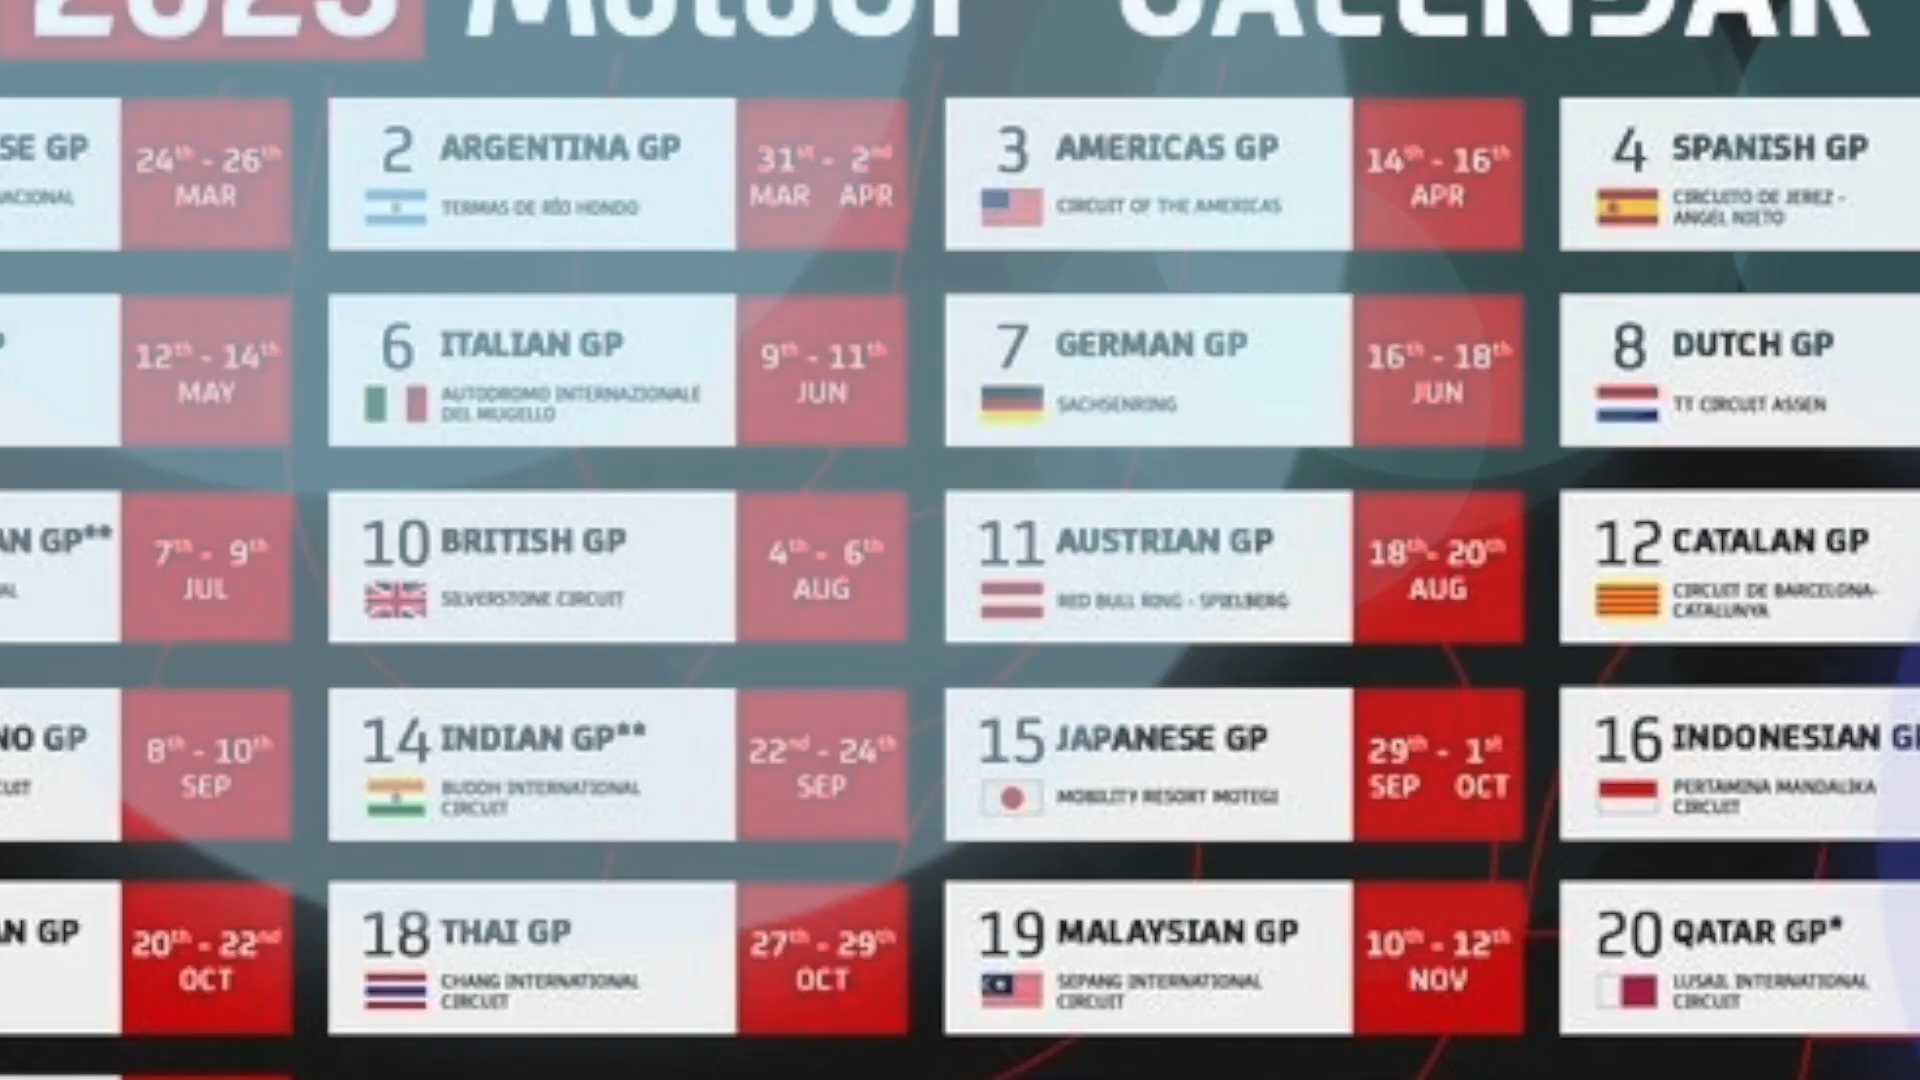 2023 MotoGP CALENDAR
SE GP
NACIONAL
24th - 26th
MAR
2 ARGENTINA GP
TERMAS DE RÍO HONDO
31st - 2nd
MAR APR
3 AMERICAS GP
CIRCUIT OF THE AMERICAS
14th - 16th
APR
4 SPANISH GP
CIRCUITO DE JEREZ -
ANGEL NIETO
12th - 14th
MAY
6 ITALIAN GP
AUTODROMO INTERNAZIONALE
DEL MUGELLO
9th - 11th
JUN
7 GERMAN GP
SACHSENRING
16th - 18th
JUN
8 DUTCH GP
TT CIRCUIT ASSEN
AN GP**
7th - 9th
JUL
10 BRITISH GP
SILVERSTONE CIRCUIT
4th - 6th
AUG
11 AUSTRIAN GP
RED BULL RING - SPIELBERG
18th - 20th
AUG
12 CATALAN GP
CIRCUIT DE BARCELONA-
CATALUNYA
NO GP
CUIT
8th - 10th
SEP
14 INDIAN GP**
BUDDH INTERNATIONAL
CIRCUIT
22nd - 24th
SEP
15 JAPANESE GP
MOBILITY RESORT MOTEGI
29th - 1st
SEP OCT
16 INDONESIAN GP
PERTAMINA MANDALIKA
CIRCUIT
AN GP
20th - 22nd
OCT
18 THAI GP
CHANG INTERNATIONAL
CIRCUIT
27th - 29th
OCT
19 MALAYSIAN GP
SEPANG INTERNATIONAL
CIRCUIT
10th - 12th
NOV
20 QATAR GP*
LUSAIL INTERNATIONAL
CIRCUIT